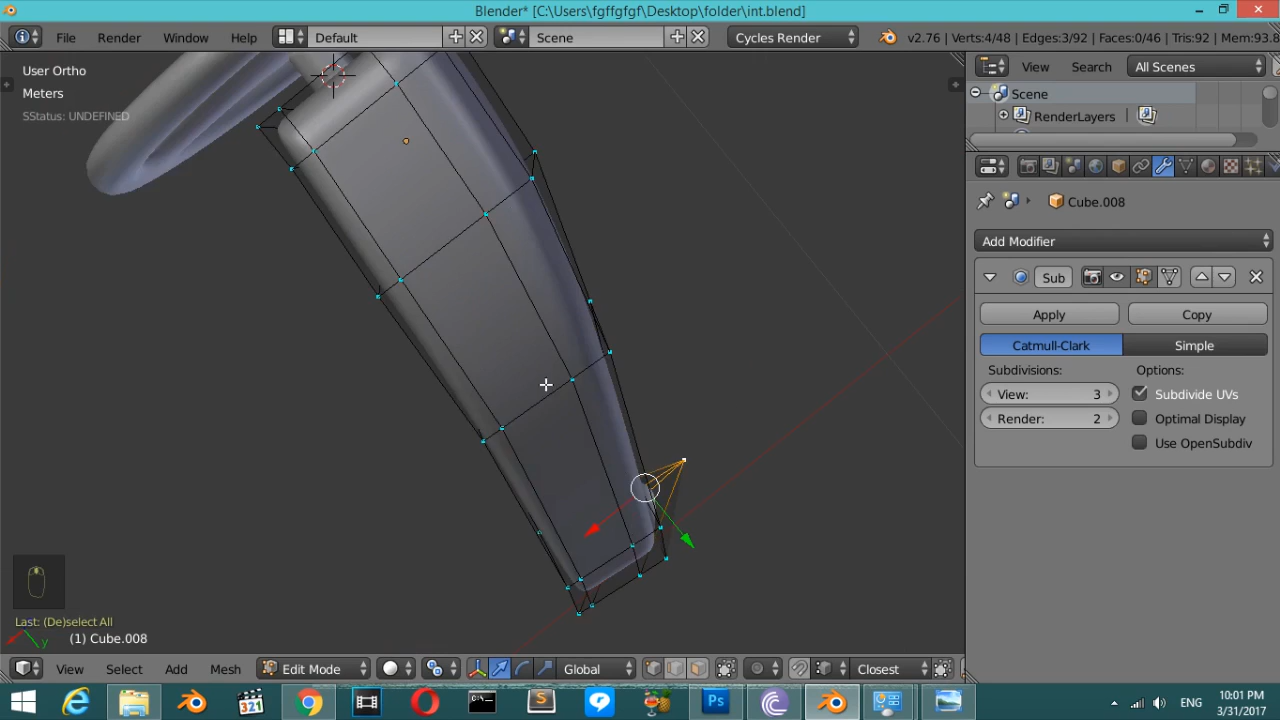 Blender* [C:\Users\fgffgfgf\Desktop\folder\int.blend]
File Render Window Help Default Scene Cycles Render v2.76 | Verts:4/48 | Edges:3/92 | Faces:0/46 | Tris:92 | Mem:93.8
User Ortho
Meters
SStatus: UNDEFINED
View Search All Scenes
Scene
RenderLayers
Cube.008
Add Modifier
Sub
Apply Copy
Catmull-Clark Simple
Subdivisions: Options:
View: 3 Subdivide UVs
Render: 2 Optimal Display
Use OpenSubdiv
Last: (De)select All
(1) Cube.008
View Select Add Mesh Edit Mode Global Closest
321 Ps ENG
10:01 PM
3/31/2017